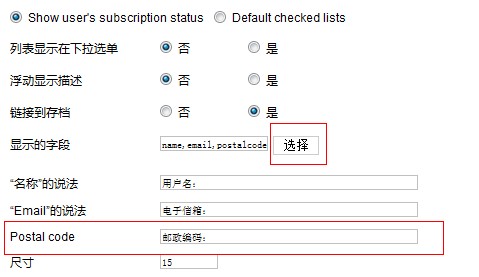 Show user's subscription status Default checked lists
列表显示在下拉选单 否 是
浮动显示描述 否 是
链接到存档 否 是
显示的字段 name,email,postalcode 选择
“名称”的说法 用户名：
“Email”的说法 电子信箱：
Postal code 邮政编码：
尺寸 15